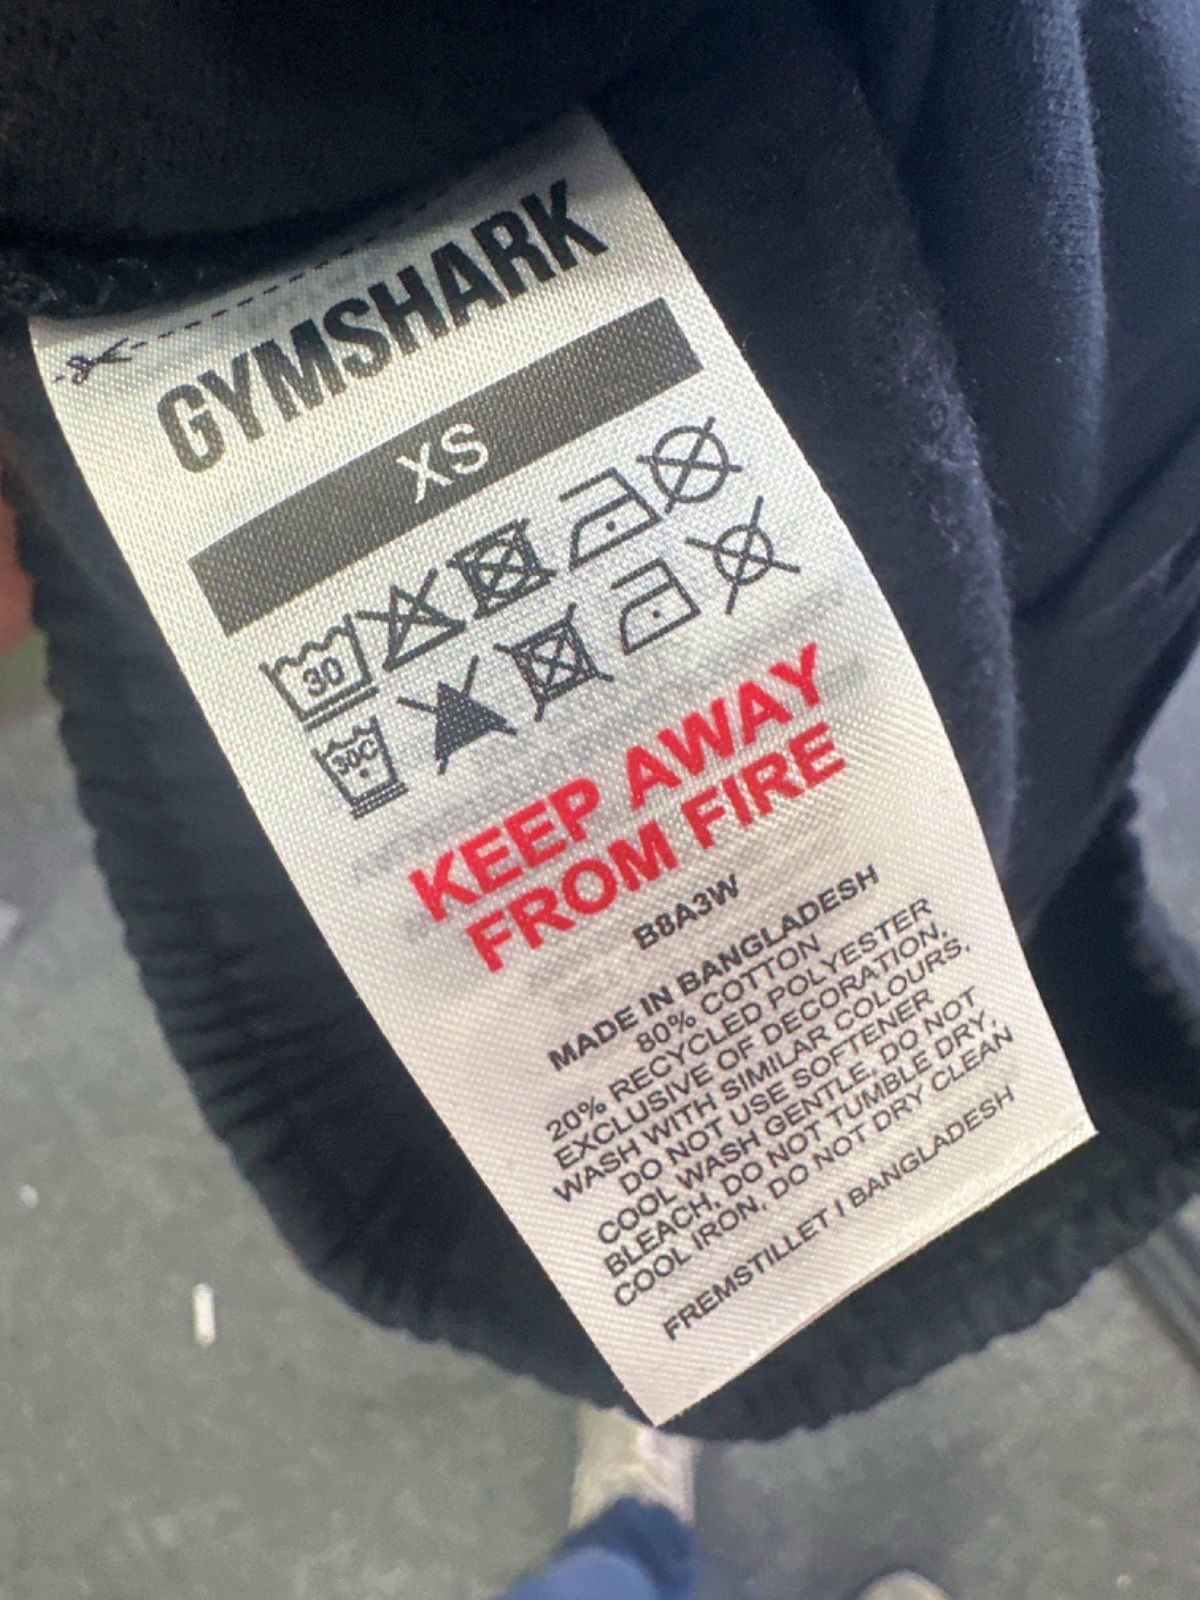 GYMSHARK
XS
30
30C
KEEP AWAY
FROM FIRE
B8A3W
MADE IN BANGLADESH
80% COTTON
20% RECYCLED POLYESTER
EXCLUSIVE OF DECORATION,
WASH WITH SIMILAR COLOURS,
DO NOT USE SOFTENER
COOL WASH GENTLE, DO NOT
BLEACH, DO NOT TUMBLE DRY,
COOL IRON, DO NOT DRY CLEAN
FREMSTILLET I BANGLADESH